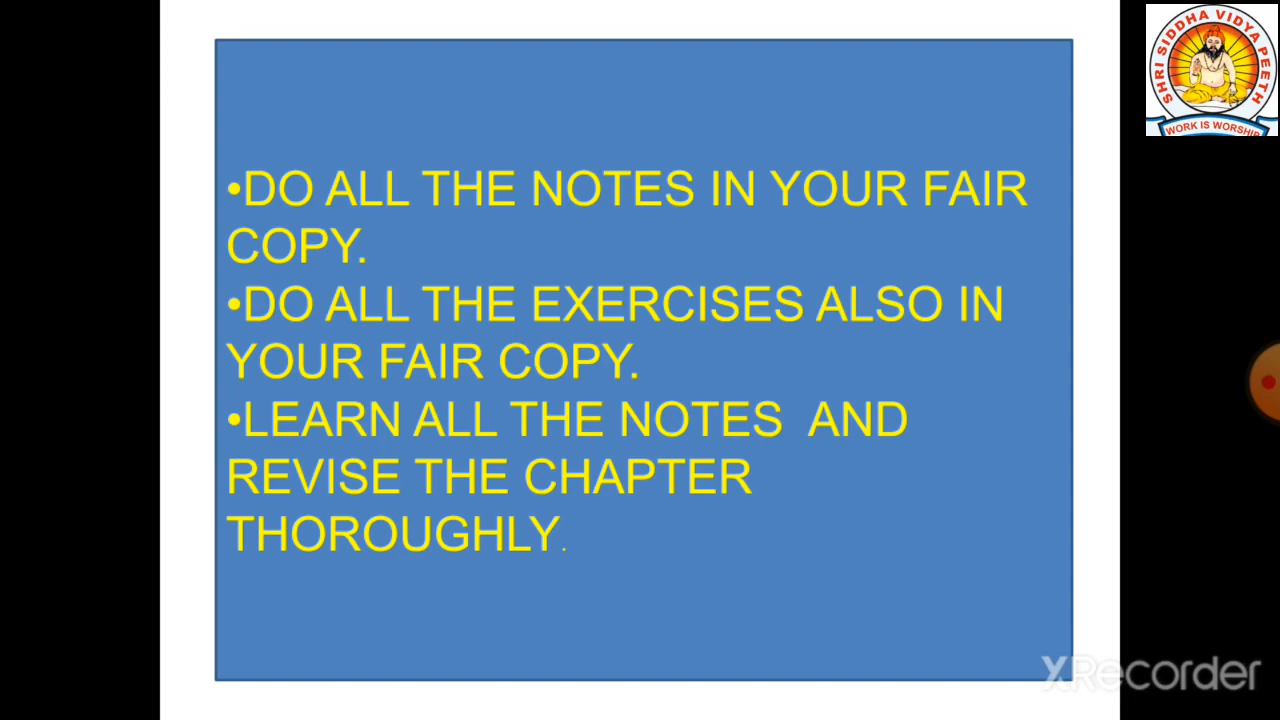 SHRI SIDDHA VIDYA PEETH
WORK IS WORSHIP
•DO ALL THE NOTES IN YOUR FAIR
COPY.
•DO ALL THE EXERCISES ALSO IN
YOUR FAIR COPY.
•LEARN ALL THE NOTES  AND
REVISE THE CHAPTER
THOROUGHLY.
XRecorder